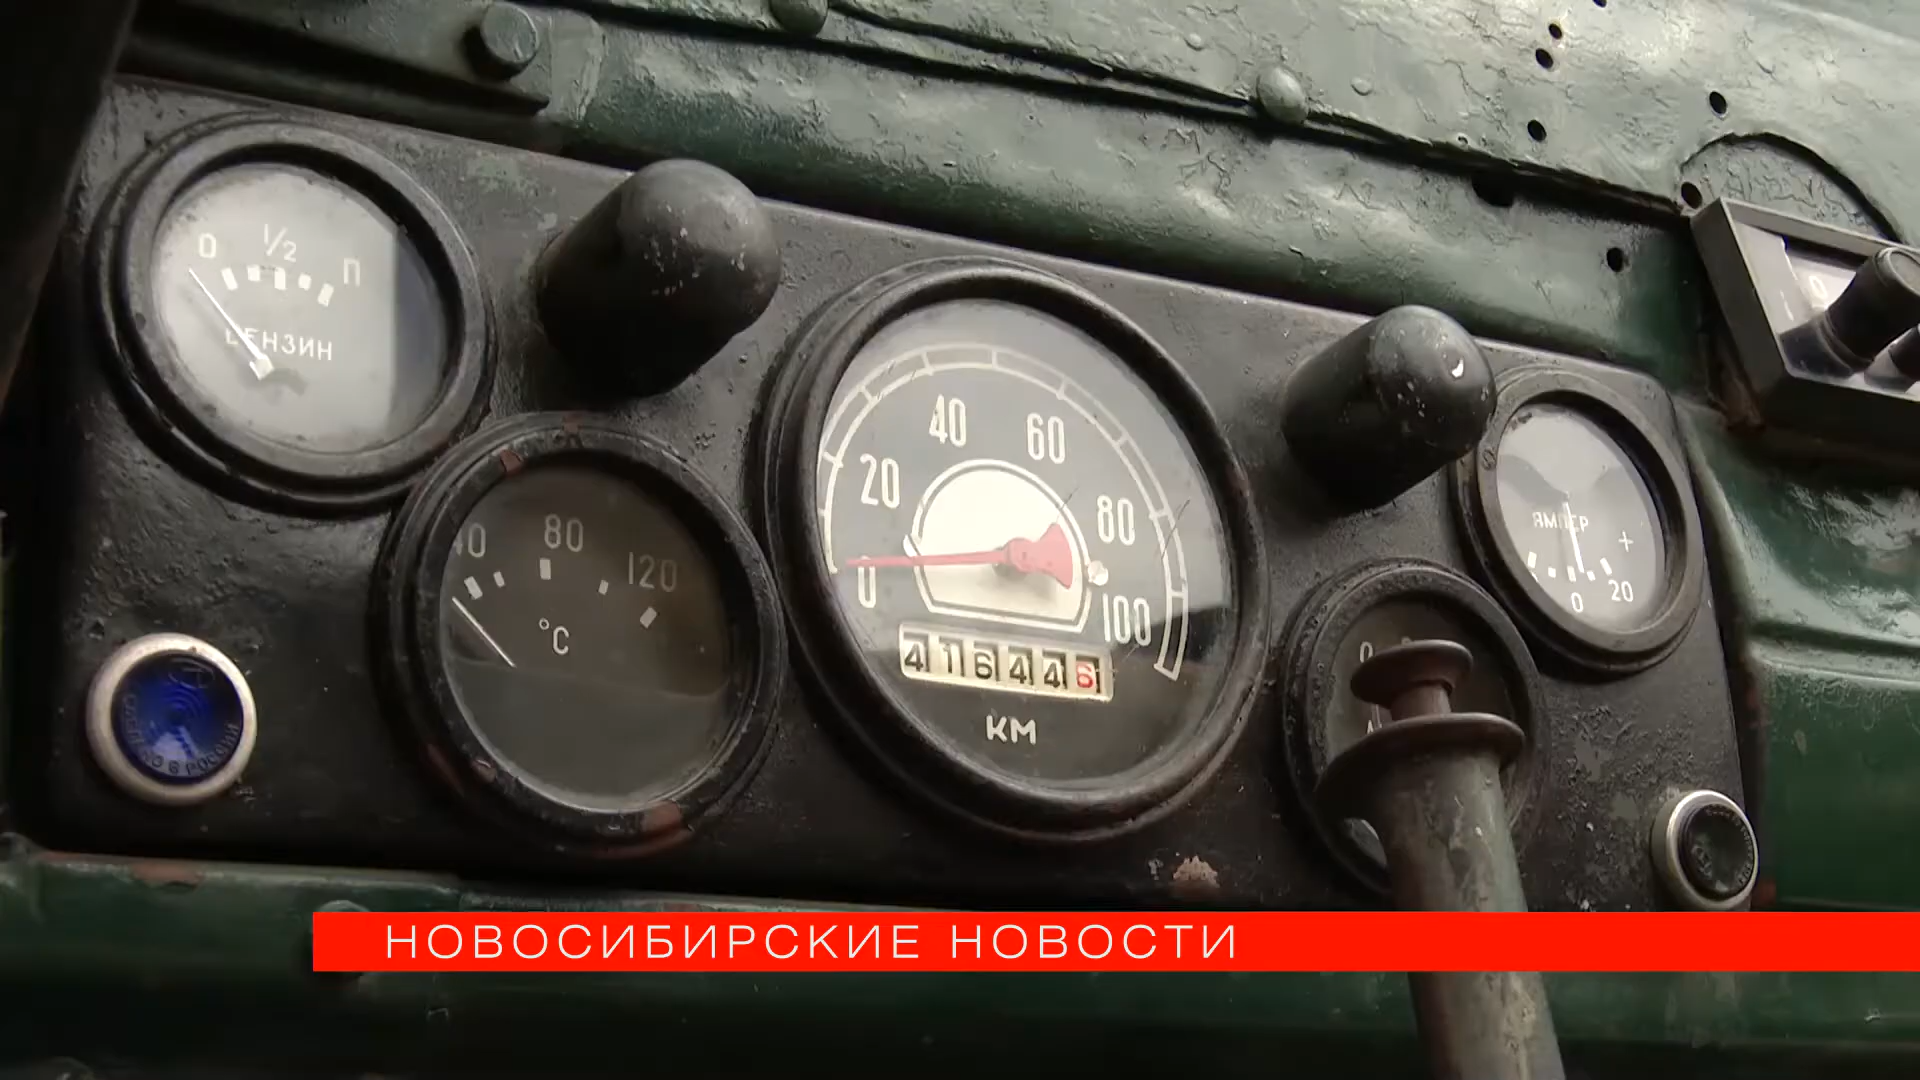 0 1/2 П
БЕНЗИН
40 80 120
°C
0 20 40 60 80 100
416446
КМ
АМПЕР
+
0 20
0
НОВОСИБИРСКИЕ НОВОСТИ